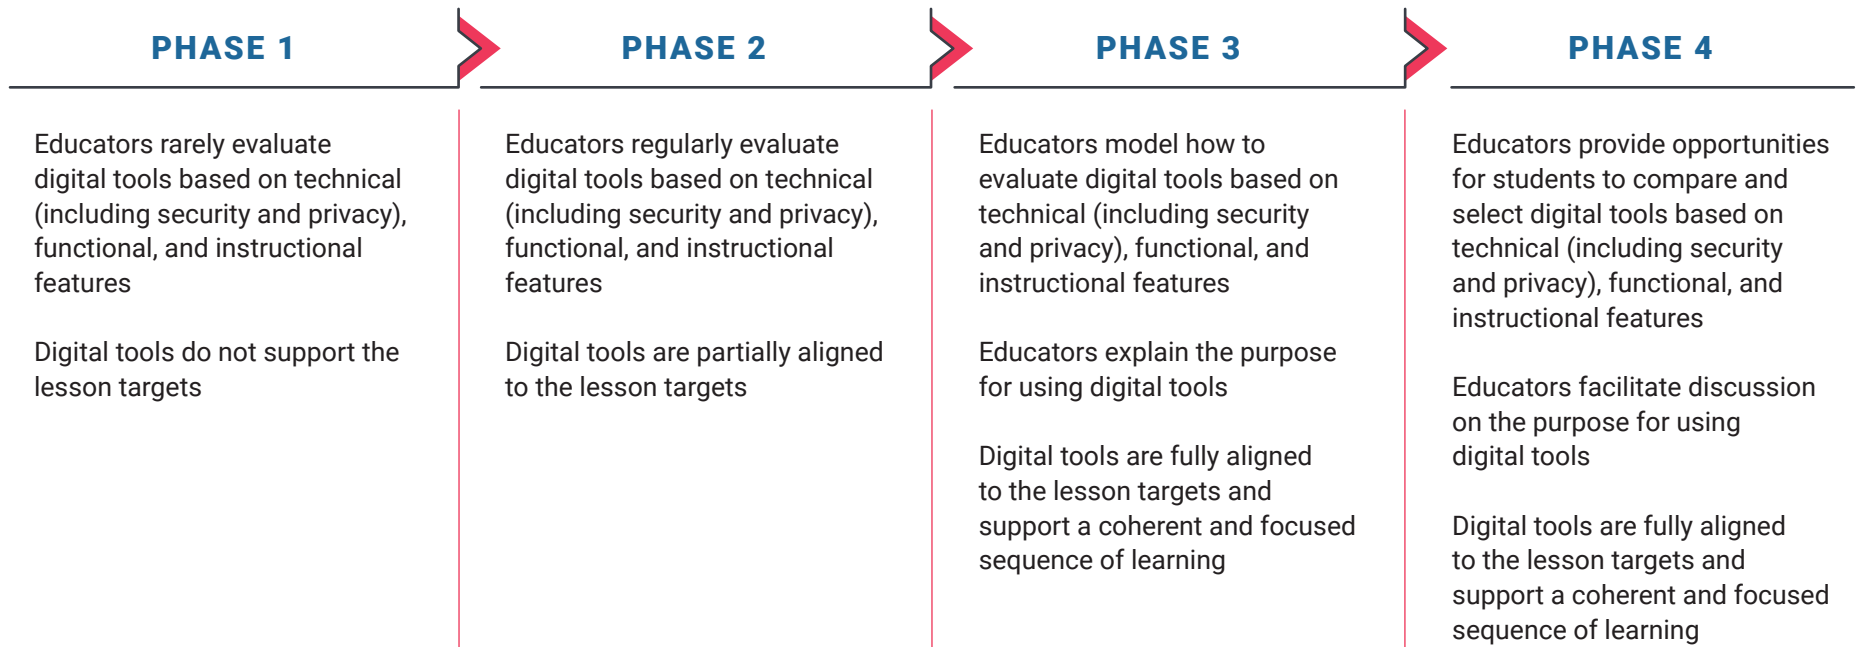 PHASE 1
Educators rarely evaluate
digital tools based on technical
(including security and privacy),
functional, and instructional
features
Digital tools do not support the
lesson targets
PHASE 2
Educators regularly evaluate
digital tools based on technical
(including security and privacy),
functional, and instructional
features
Digital tools are partially aligned
to the lesson targets
PHASE 3
Educators model how to
evaluate digital tools based on
technical (including security
and privacy), functional, and
instructional features
Educators explain the purpose
for using digital tools
Digital tools are fully aligned
to the lesson targets and
support a coherent and focused
sequence of learning
PHASE 4
Educators provide opportunities
for students to compare and
select digital tools based on
technical (including security
and privacy), functional, and
instructional features
Educators facilitate discussion
on the purpose for using
digital tools
Digital tools are fully aligned
to the lesson targets and
support a coherent and focused
sequence of learning